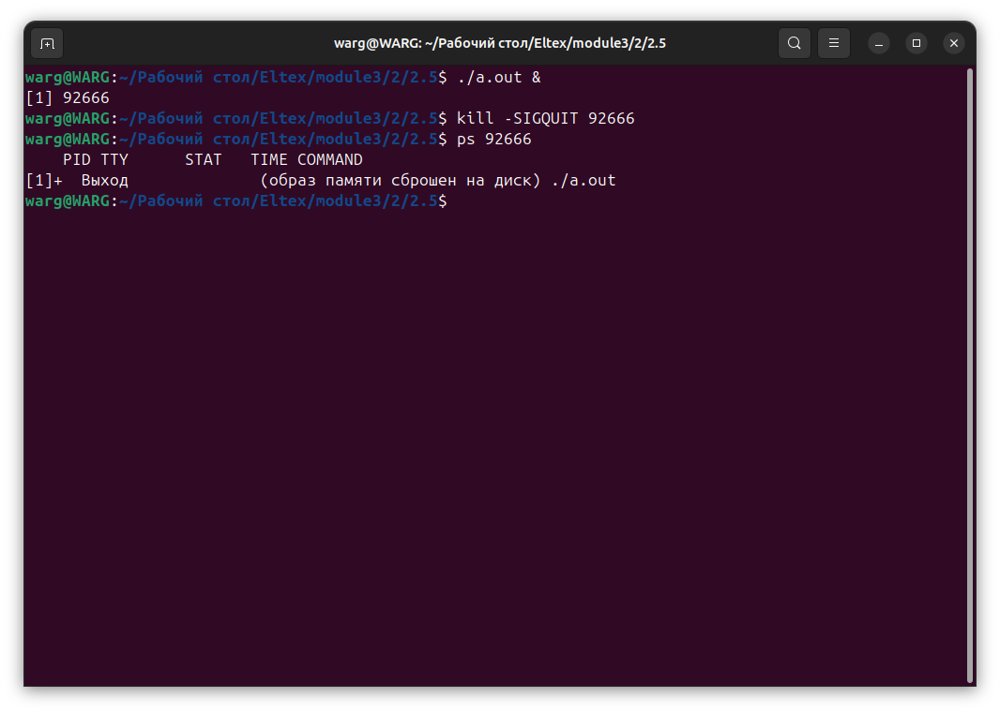 warg@WARG: ~/Рабочий стол/Eltex/module3/2/2.5
warg@WARG:~/Рабочий стол/Eltex/module3/2/2.5$ ./a.out &
[1] 92666
warg@WARG:~/Рабочий стол/Eltex/module3/2/2.5$ kill -SIGQUIT 92666
warg@WARG:~/Рабочий стол/Eltex/module3/2/2.5$ ps 92666
    PID TTY      STAT   TIME COMMAND
[1]+  Выход              (образ памяти сброшен на диск) ./a.out
warg@WARG:~/Рабочий стол/Eltex/module3/2/2.5$